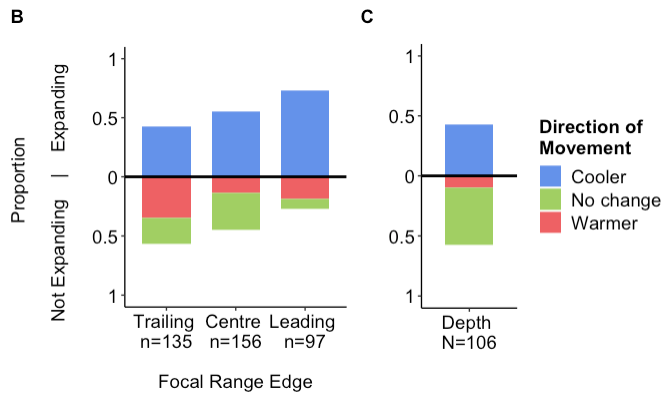 B
C
Proportion
Not Expanding | Expanding
1
0.5
0
0.5
1
Trailing Centre Leading
n=135 n=156 n=97
Focal Range Edge
1
0.5
0
0.5
1
Depth
N=106
Direction of
Movement
Cooler
No change
Warmer